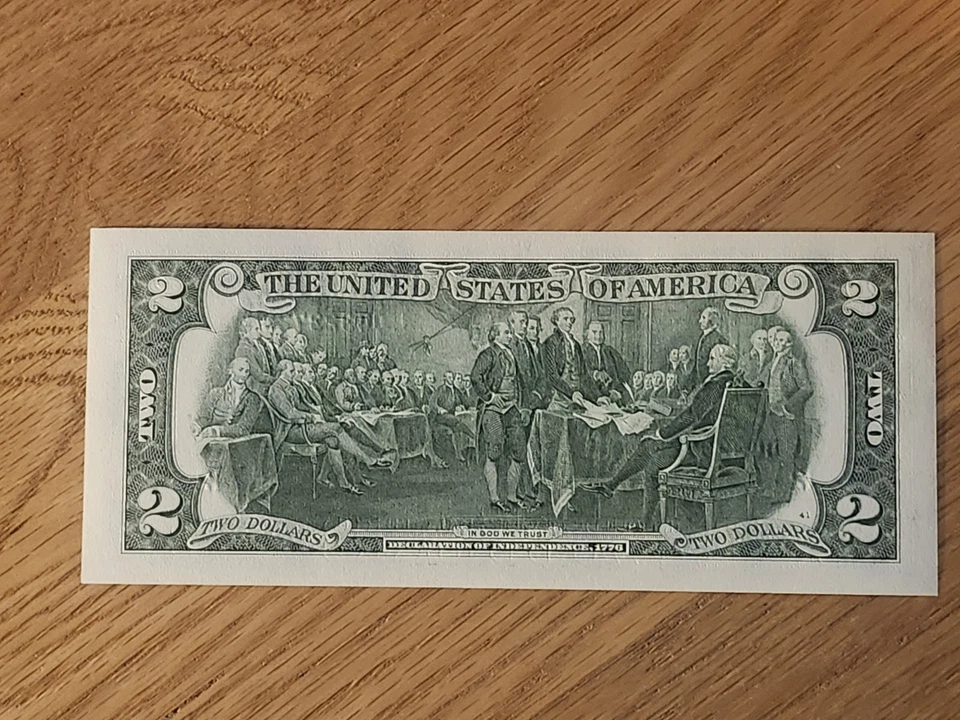 THE UNITED STATES OF AMERICA
2
2
TWO
TWO
2
2
TWO DOLLARS
IN GOD WE TRUST
41
TWO DOLLARS
DECLARATION OF INDEPENDENCE, 1776